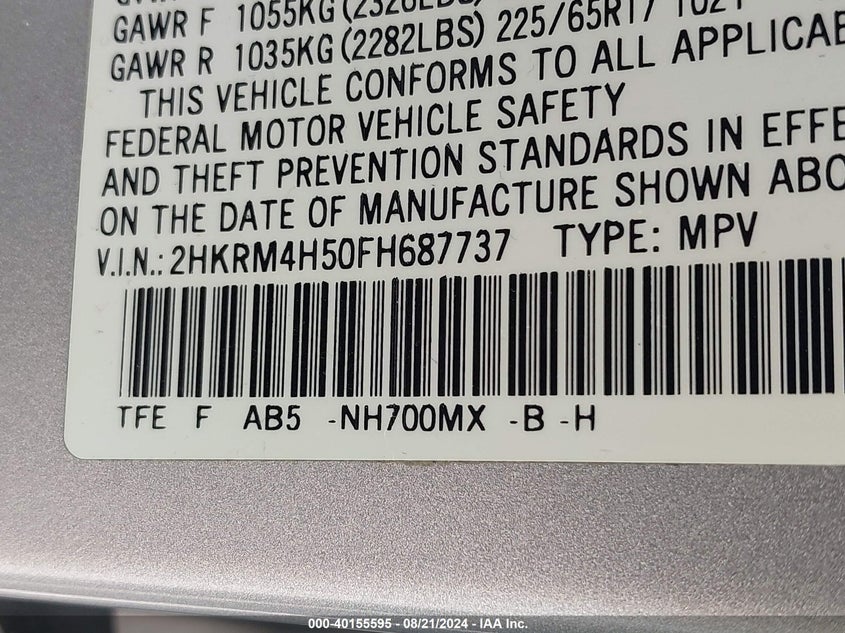 GAWR F 1055KG
GAWR R 1035KG (2282LBS) 225/65R17
THIS VEHICLE CONFORMS TO ALL
FEDERAL MOTOR VEHICLE SAFETY
AND THEFT PREVENTION STANDARDS IN
ON THE DATE OF MANUFACTURE SHOWN
V.I.N.: 2HKRM4H50FH687737 TYPE: MPV
TFE F AB5 -NH700MX -B -H
000-40155595 - 08/21/2024 - IAA Inc.